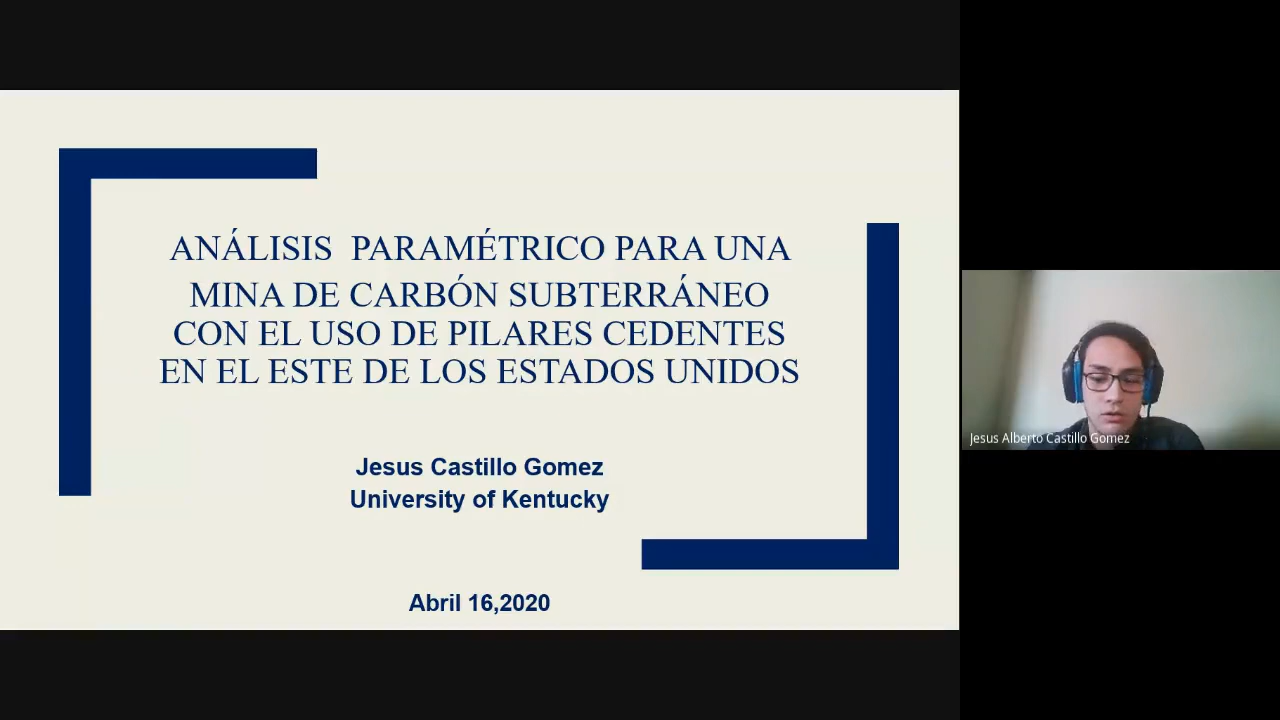 ANÁLISIS  PARAMÉTRICO PARA UNA
MINA DE CARBÓN SUBTERRÁNEO
CON EL USO DE PILARES CEDENTES
EN EL ESTE DE LOS ESTADOS UNIDOS
Jesus Castillo Gomez
University of Kentucky
Abril 16,2020
Jesus Alberto Castillo Gomez